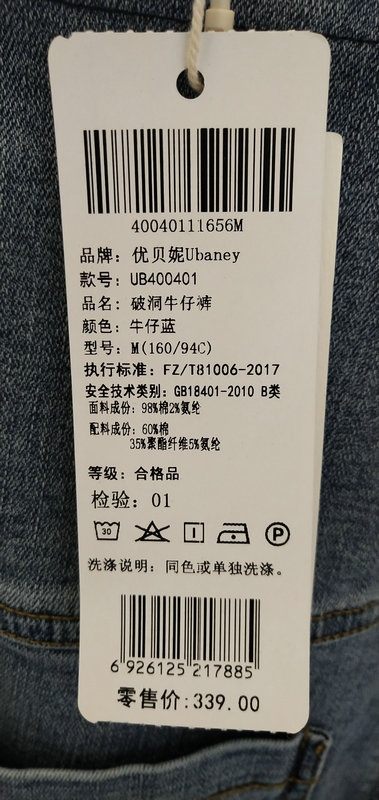 40040111656M
品牌：优贝妮Ubaney
款号：UB400401
品名：破洞牛仔裤
颜色：牛仔蓝
型号：M(160/94C)
执行标准：FZ/T81006-2017
安全技术类别：GB18401-2010 B类
面料成份：98%棉2%氨纶
配料成份：60%棉
35%聚酯纤维5%氨纶
等级：合格品
检验：01
30 P
洗涤说明：同色或单独洗涤。
6 926125 217885
零售价:339.00